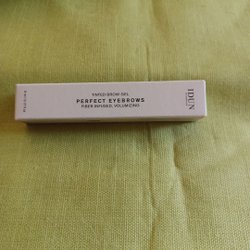 TINTED BROW GEL
PERFECT EYEBROWS
FIBER INFUSED, VOLUMIZING
IDUN